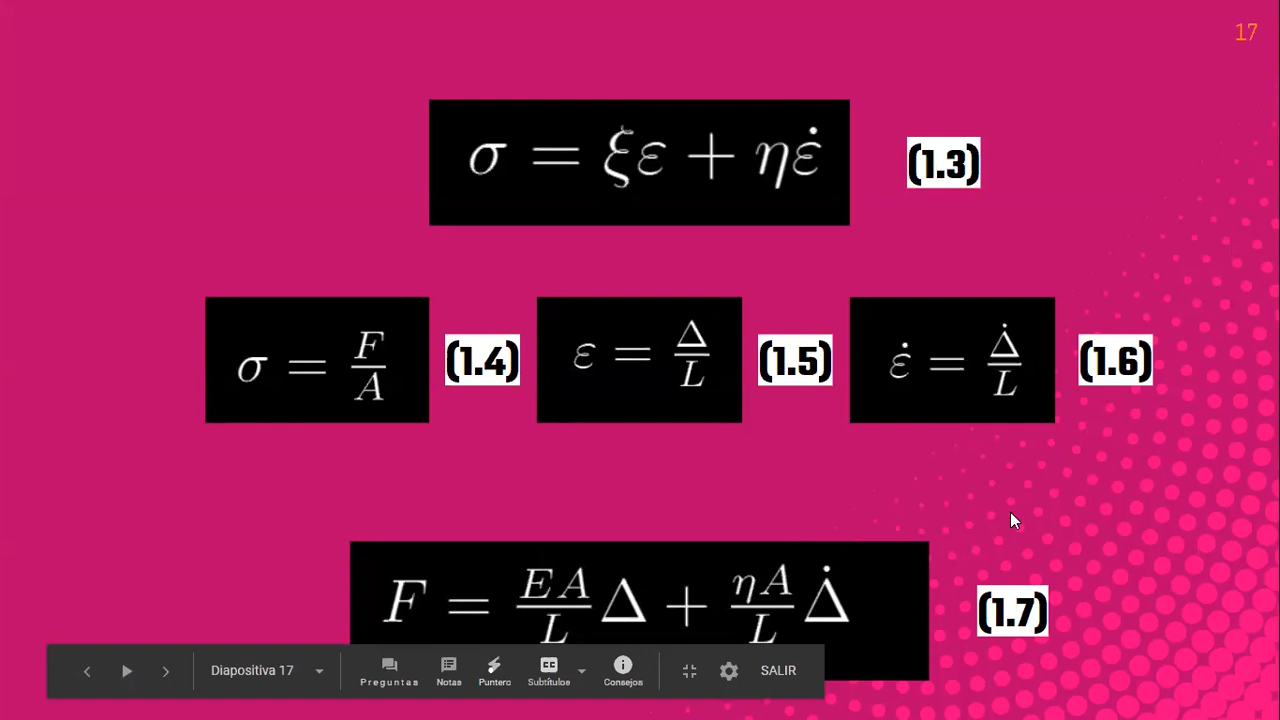 17
σ = ξε + ηε̇ (1.3)
σ = F/A (1.4) ε = Δ/L (1.5) ε̇ = Δ̇/L (1.6)
F = EA/L Δ + ηA/L Δ̇ (1.7)
Diapositiva 17 Preguntas Notas Puntero CC Subtítulos Consejos SALIR